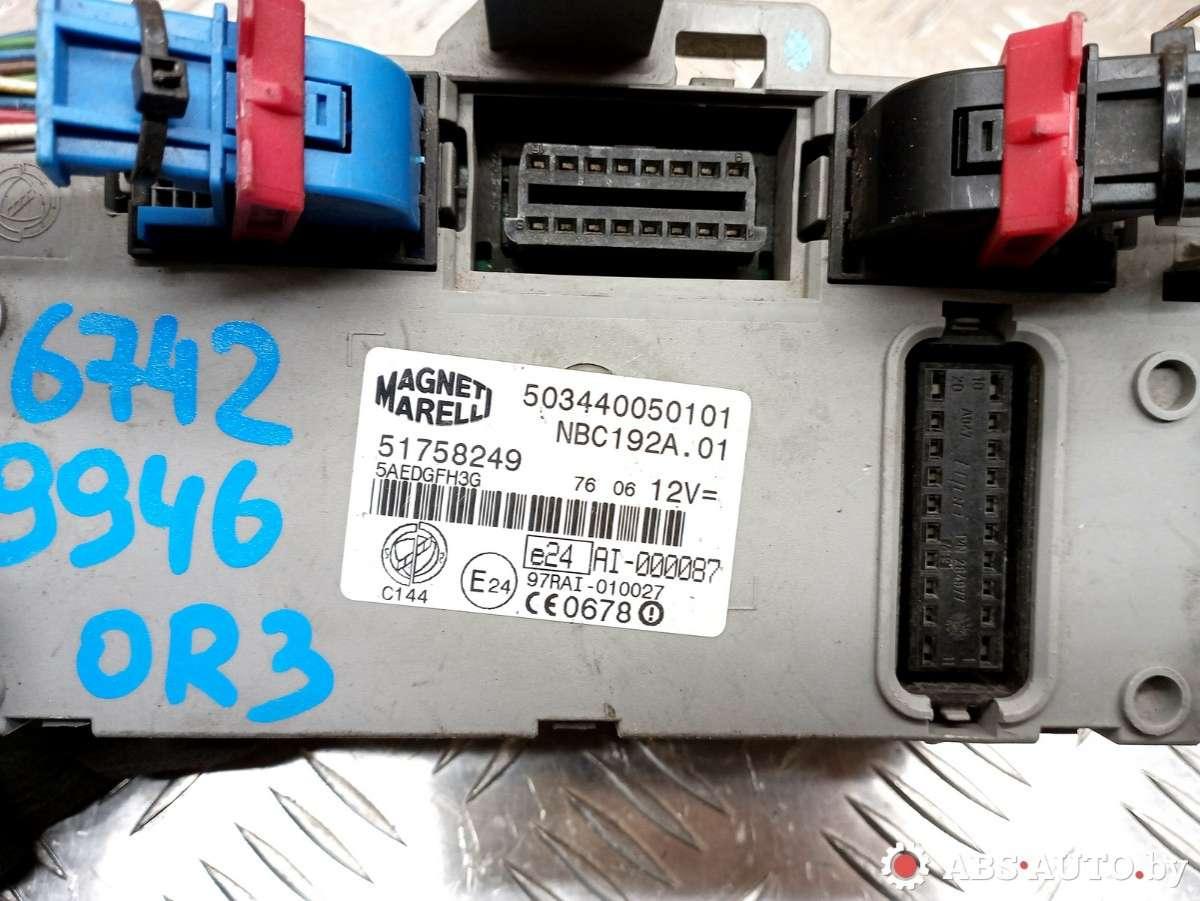 6742
9946
OR3
MAGNETI
MARELLI
503440050101
NBC192A.01
51758249
5AEDGFH3G
76 06 12V=
C144
E24
e24 AI-000087
97RAI-010027
CE0678
ABS-AUTO.by